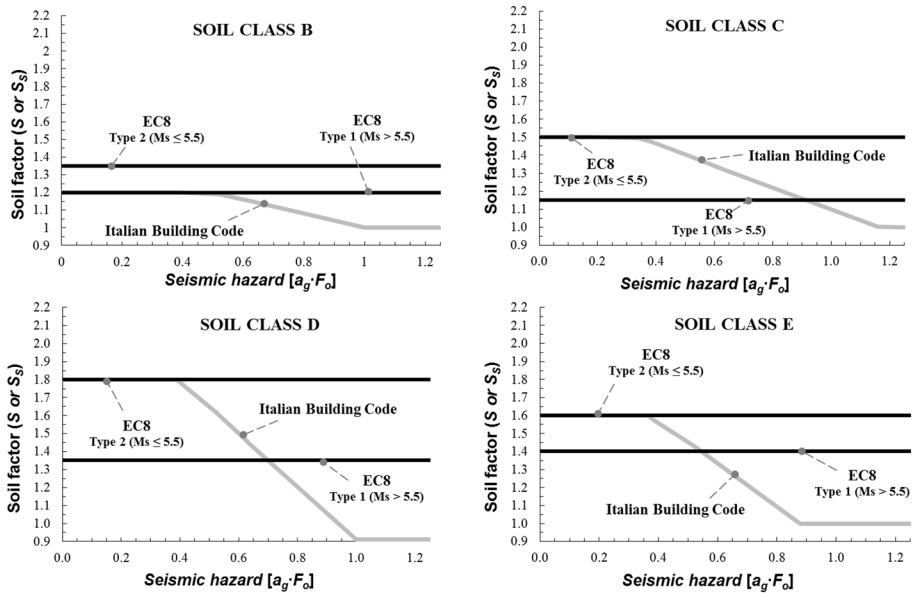 SOIL CLASS B
Soil factor (S or SS)
2.2
2.1
2
1.9
1.8
1.7
1.6
1.5
1.4
1.3
1.2
1.1
1
0.9
EC8
Type 2 (Ms ≤ 5.5)
EC8
Type 1 (Ms > 5.5)
Italian Building Code
0 0.2 0.4 0.6 0.8 1 1.2
Seismic hazard [ag·Fo]
SOIL CLASS C
Soil factor (S or SS)
2.2
2.1
2.0
1.9
1.8
1.7
1.6
1.5
1.4
1.3
1.2
1.1
1.0
0.9
Italian Building Code
EC8
Type 2 (Ms ≤ 5.5)
EC8
Type 1 (Ms > 5.5)
0.0 0.2 0.4 0.6 0.8 1.0 1.2
Seismic hazard [ag·Fo]
SOIL CLASS D
Soil factor (S or SS)
2.2
2.1
2.0
1.9
1.8
1.7
1.6
1.5
1.4
1.3
1.2
1.1
1.0
0.9
Italian Building Code
EC8
Type 2 (Ms ≤ 5.5)
EC8
Type 1 (Ms > 5.5)
0.0 0.2 0.4 0.6 0.8 1.0 1.2
Seismic hazard [ag·Fo]
SOIL CLASS E
Soil factor (S or SS)
2.2
2.1
2.0
1.9
1.8
1.7
1.6
1.5
1.4
1.3
1.2
1.1
1.0
0.9
EC8
Type 2 (Ms ≤ 5.5)
EC8
Type 1 (Ms > 5.5)
Italian Building Code
0.0 0.2 0.4 0.6 0.8 1.0 1.2
Seismic hazard [ag·Fo]